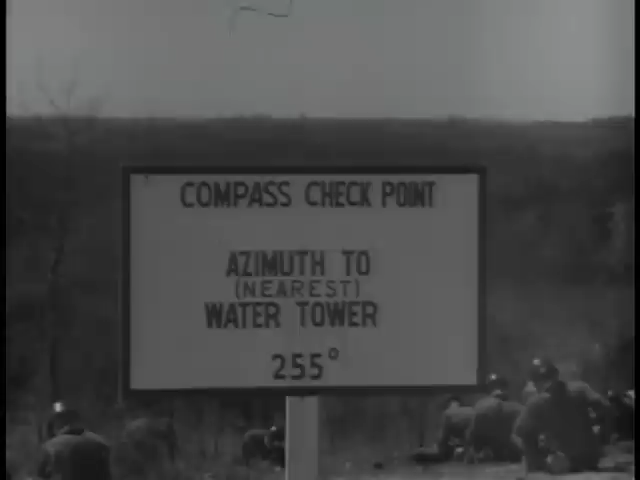 COMPASS CHECK POINT
AZIMUTH TO
(NEAREST)
WATER TOWER
255°